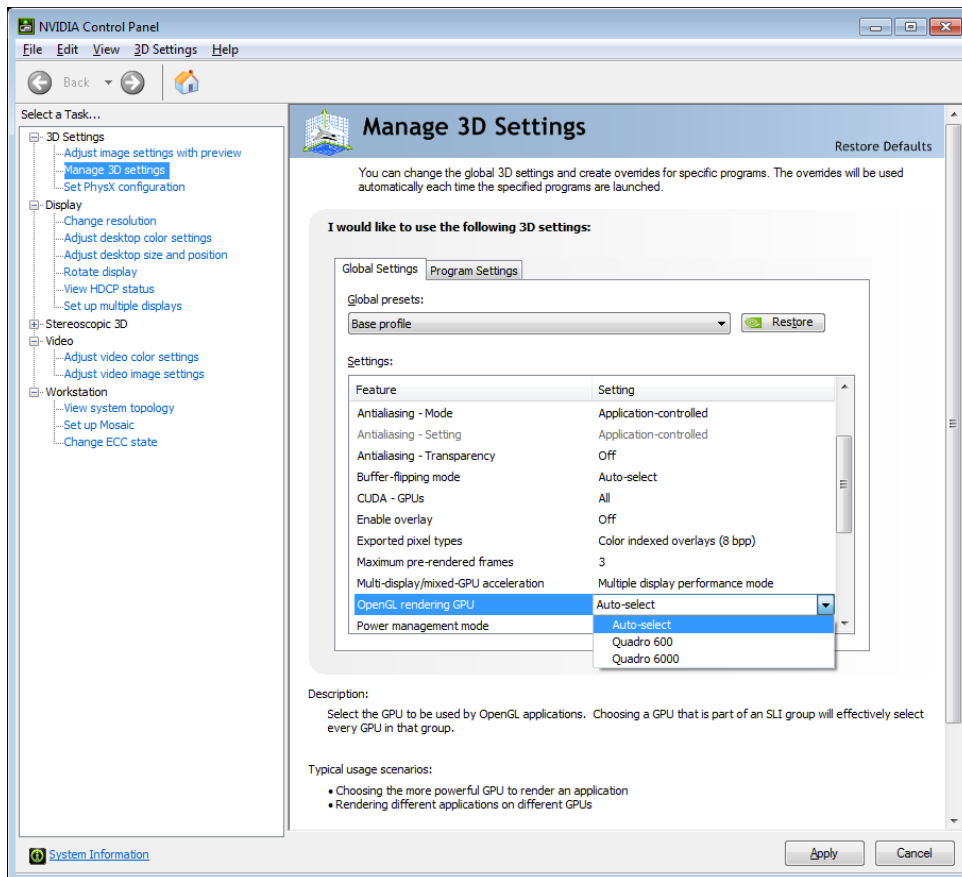 NVIDIA Control Panel
File Edit View 3D Settings Help
Back
Select a Task...
3D Settings
Adjust image settings with preview
Manage 3D settings
Set PhysX configuration
Display
Change resolution
Adjust desktop color settings
Adjust desktop size and position
Rotate display
View HDCP status
Set up multiple displays
Stereoscopic 3D
Video
Adjust video color settings
Adjust video image settings
Workstation
View system topology
Set up Mosaic
Change ECC state
Manage 3D Settings
Restore Defaults
You can change the global 3D settings and create overrides for specific programs. The overrides will be used
automatically each time the specified programs are launched.
I would like to use the following 3D settings:
Global Settings Program Settings
Global presets:
Base profile Restore
Settings:
Feature Setting
Antialiasing - Mode Application-controlled
Antialiasing - Setting Application-controlled
Antialiasing - Transparency Off
Buffer-flipping mode Auto-select
CUDA - GPUs All
Enable overlay Off
Exported pixel types Color indexed overlays (8 bpp)
Maximum pre-rendered frames 3
Multi-display/mixed-GPU acceleration Multiple display performance mode
OpenGL rendering GPU Auto-select
Power management mode Auto-select
Quadro 600
Quadro 6000
Description:
Select the GPU to be used by OpenGL applications. Choosing a GPU that is part of an SLI group will effectively select
every GPU in that group.
Typical usage scenarios:
• Choosing the more powerful GPU to render an application
• Rendering different applications on different GPUs
System Information
Apply Cancel